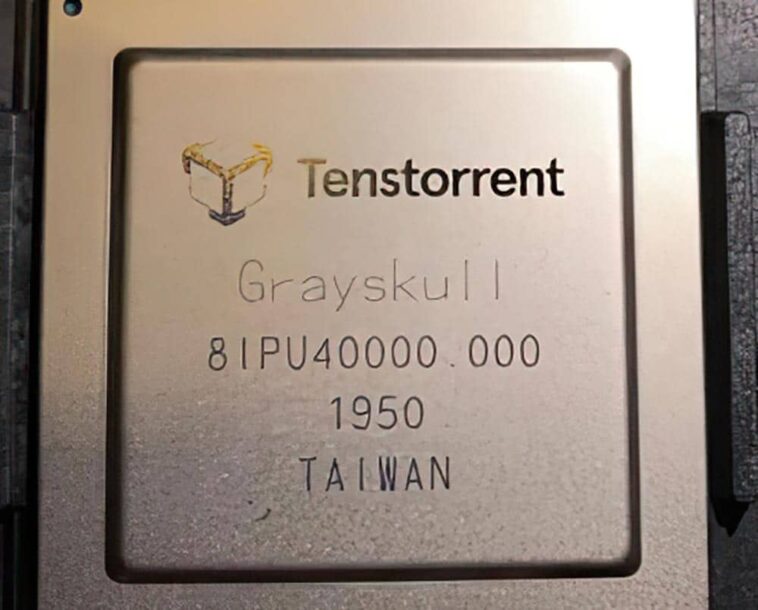 Tenstorrent
Grayskull
8IPU40000.000
1950
TAIWAN